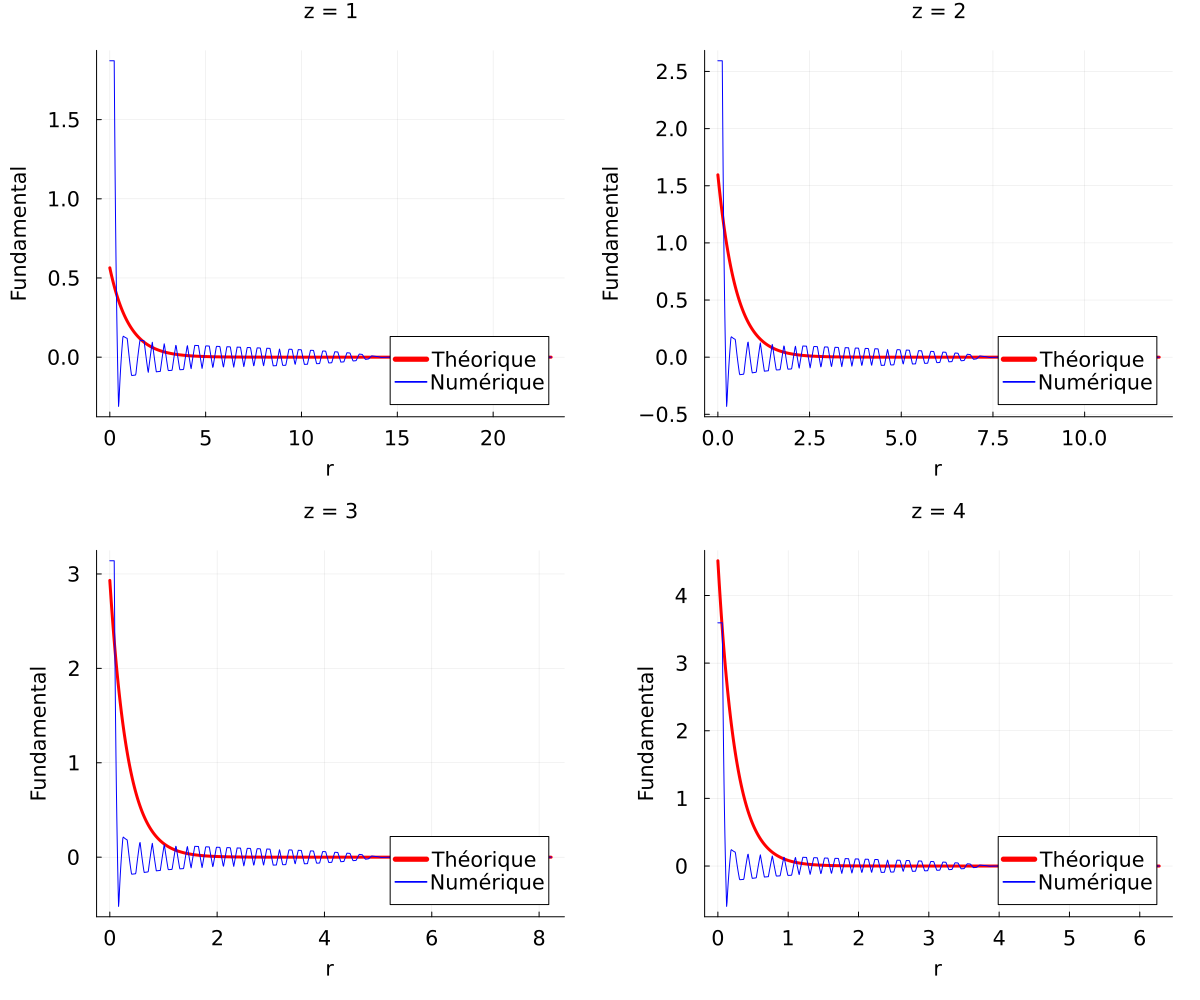 z = 1
Fundamental
1.5
1.0
0.5
0.0
0
5
10
15
20
r
Théorique
Numérique
z = 2
Fundamental
2.5
2.0
1.5
1.0
0.5
0.0
−0.5
0.0
2.5
5.0
7.5
10.0
r
Théorique
Numérique
z = 3
Fundamental
3
2
1
0
0
2
4
6
8
r
Théorique
Numérique
z = 4
Fundamental
4
3
2
1
0
0
1
2
3
4
5
6
r
Théorique
Numérique